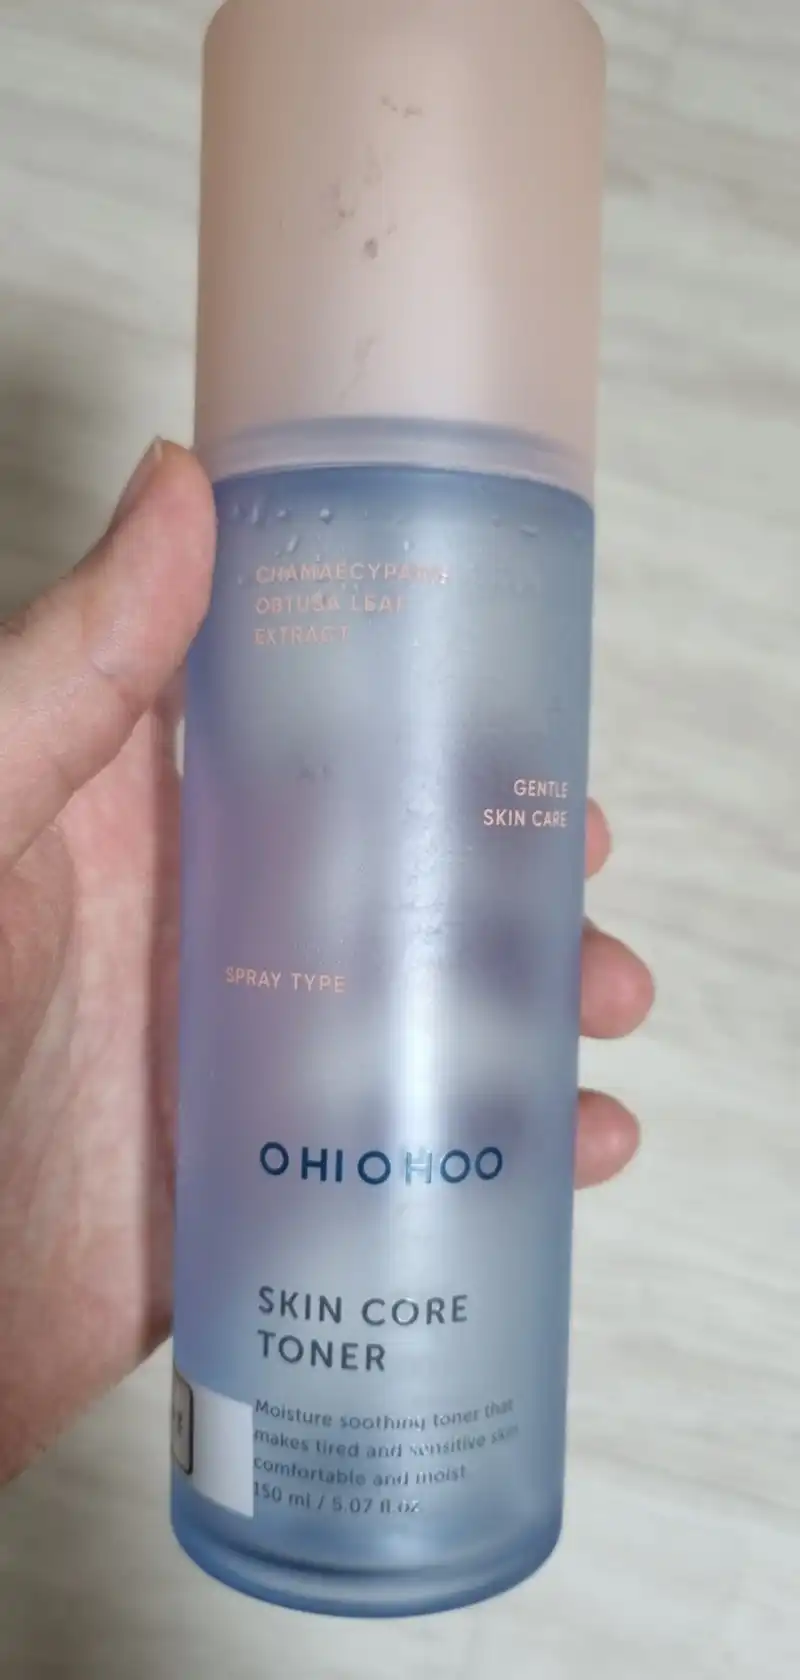 CHAMAECYPARIS
OBTUSA LEAF
EXTRACT
GENTLE
SKIN CARE
SPRAY TYPE
OHIOHOO
SKIN CORE
TONER
Moisture soothing toner that
makes tired and sensitive skin
comfortable and moist
150 ml / 5.07 fl.oz